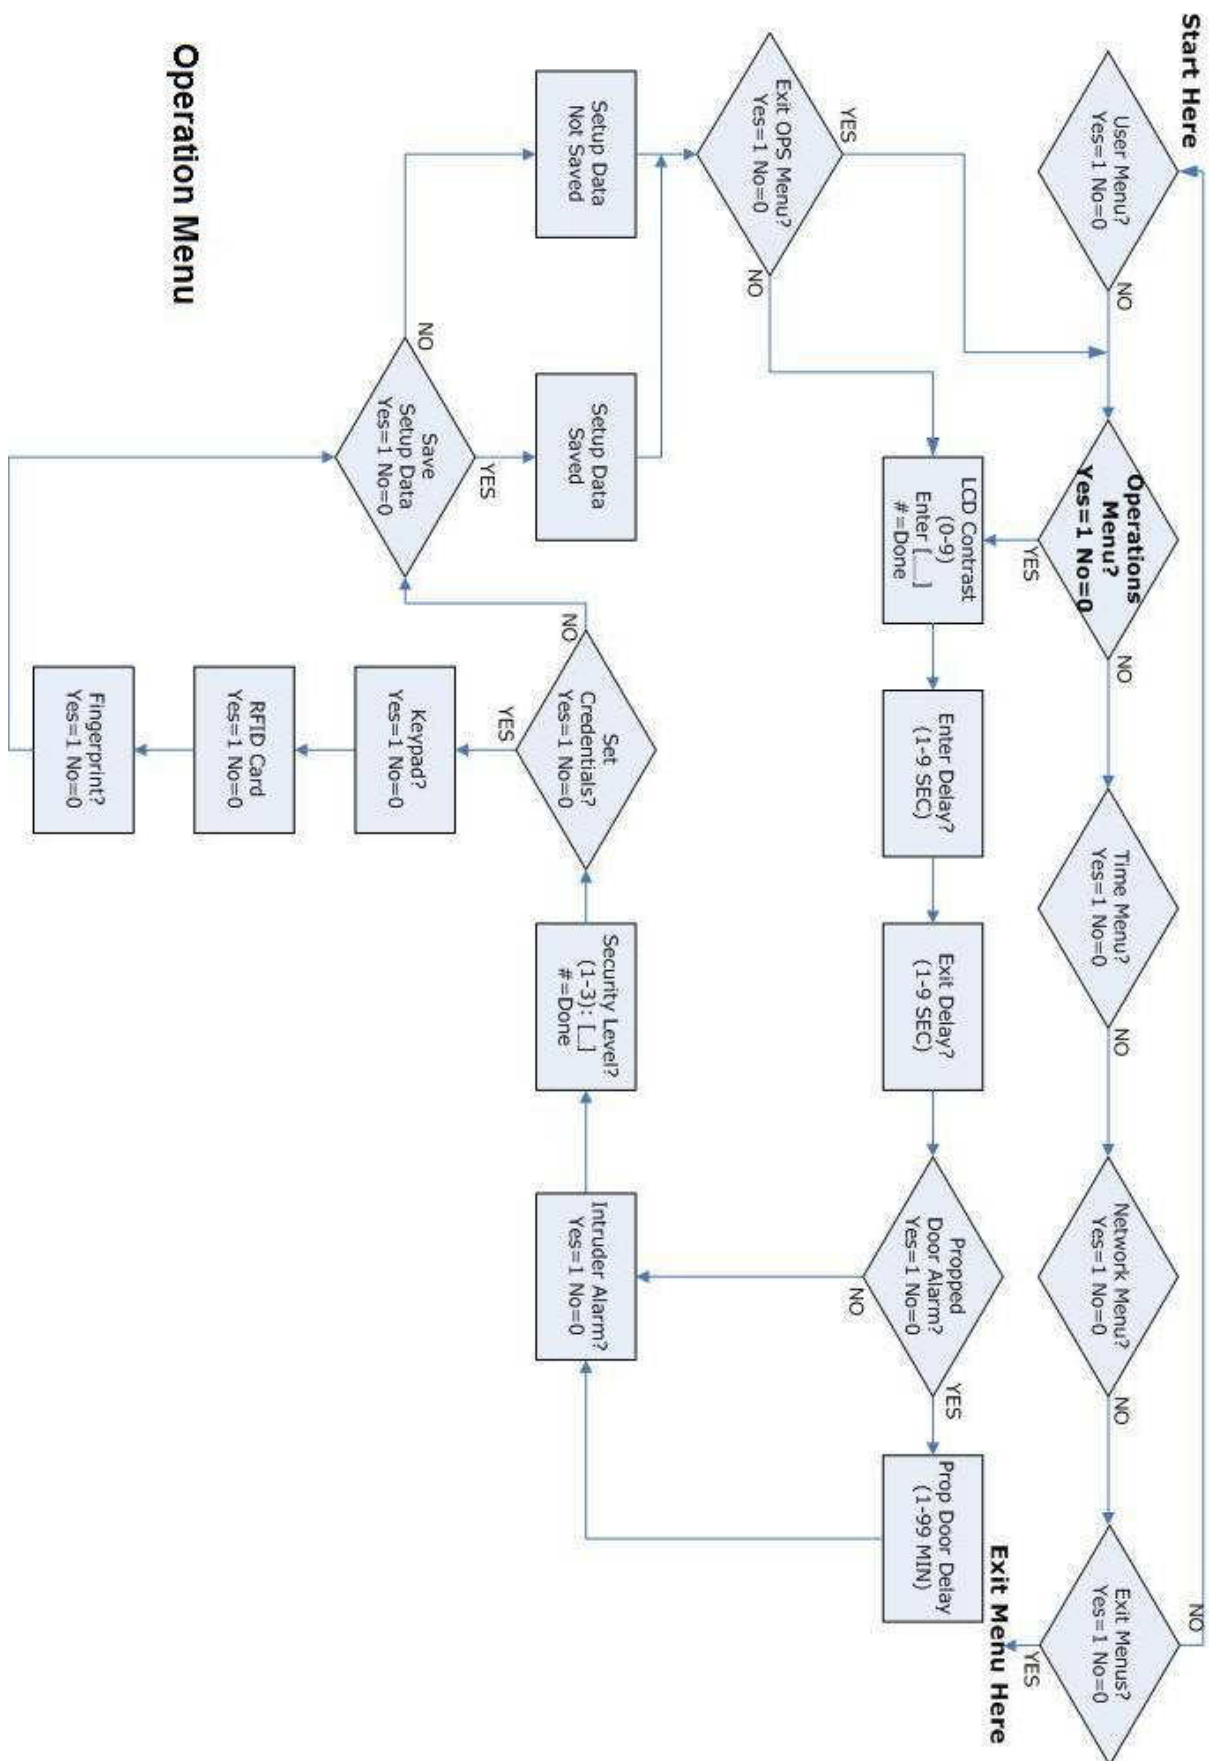 Start Here
User Menu?
Yes=1 No=0
NO
Operations
Menu?
Yes=1 No=0
NO
Time Menu?
Yes=1 No=0
NO
Network Menu?
Yes=1 No=0
NO
Exit Menus?
Yes=1 No=0
NO
YES
Exit Menu Here
YES
LCD Contrast
(0-9)
Enter [__]
#=Done
Enter Delay?
(1-9 SEC)
Exit Delay?
(1-9 SEC)
Propped
Door Alarm?
Yes=1 No=0
YES
NO
Prop Door Delay
(1-99 MIN)
YES
Exit OPS Menu?
Yes=1 No=0
NO
Setup Data
Not Saved
Setup Data
Saved
Security Level?
(1-3): [_]
#=Done
Intruder Alarm?
Yes=1 No=0
Set
Credentials?
Yes=1 No=0
NO
YES
Save
Setup Data
Yes=1 No=0
NO
YES
Keypad?
Yes=1 No=0
RFID Card
Yes=1 No=0
Fingerprint?
Yes=1 No=0
Operation Menu